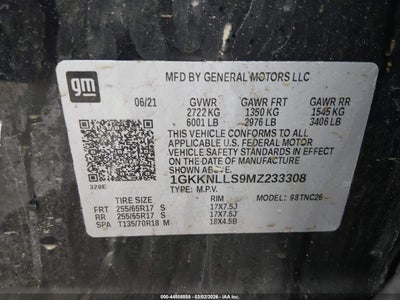 gm
MFD BY GENERAL MOTORS LLC
06/21 GVWR GAWR FRT GAWR RR
2722 KG 1350 KG 1545 KG
6001 LB 2976 LB 3406 LB
THIS VEHICLE CONFORMS TO ALL
APPLICABLE U.S. FEDERAL MOTOR
VEHICLE SAFETY STANDARDS IN EFFECT
ON THE DATE OF MANUFACTURE
SHOWN ABOVE.
1GKKNLLS9MZ233308
328E TYPE: M.P.V. MODEL: 98TNC26
TIRE SIZE RIM
FRT 255/65R17 S 17X7.5J
RR 255/65R17 S 17X7.5J
SPA T135/70R18 M 18X4.5B
000-44508055 - 03/02/2026 - Copyright IAA, LLC